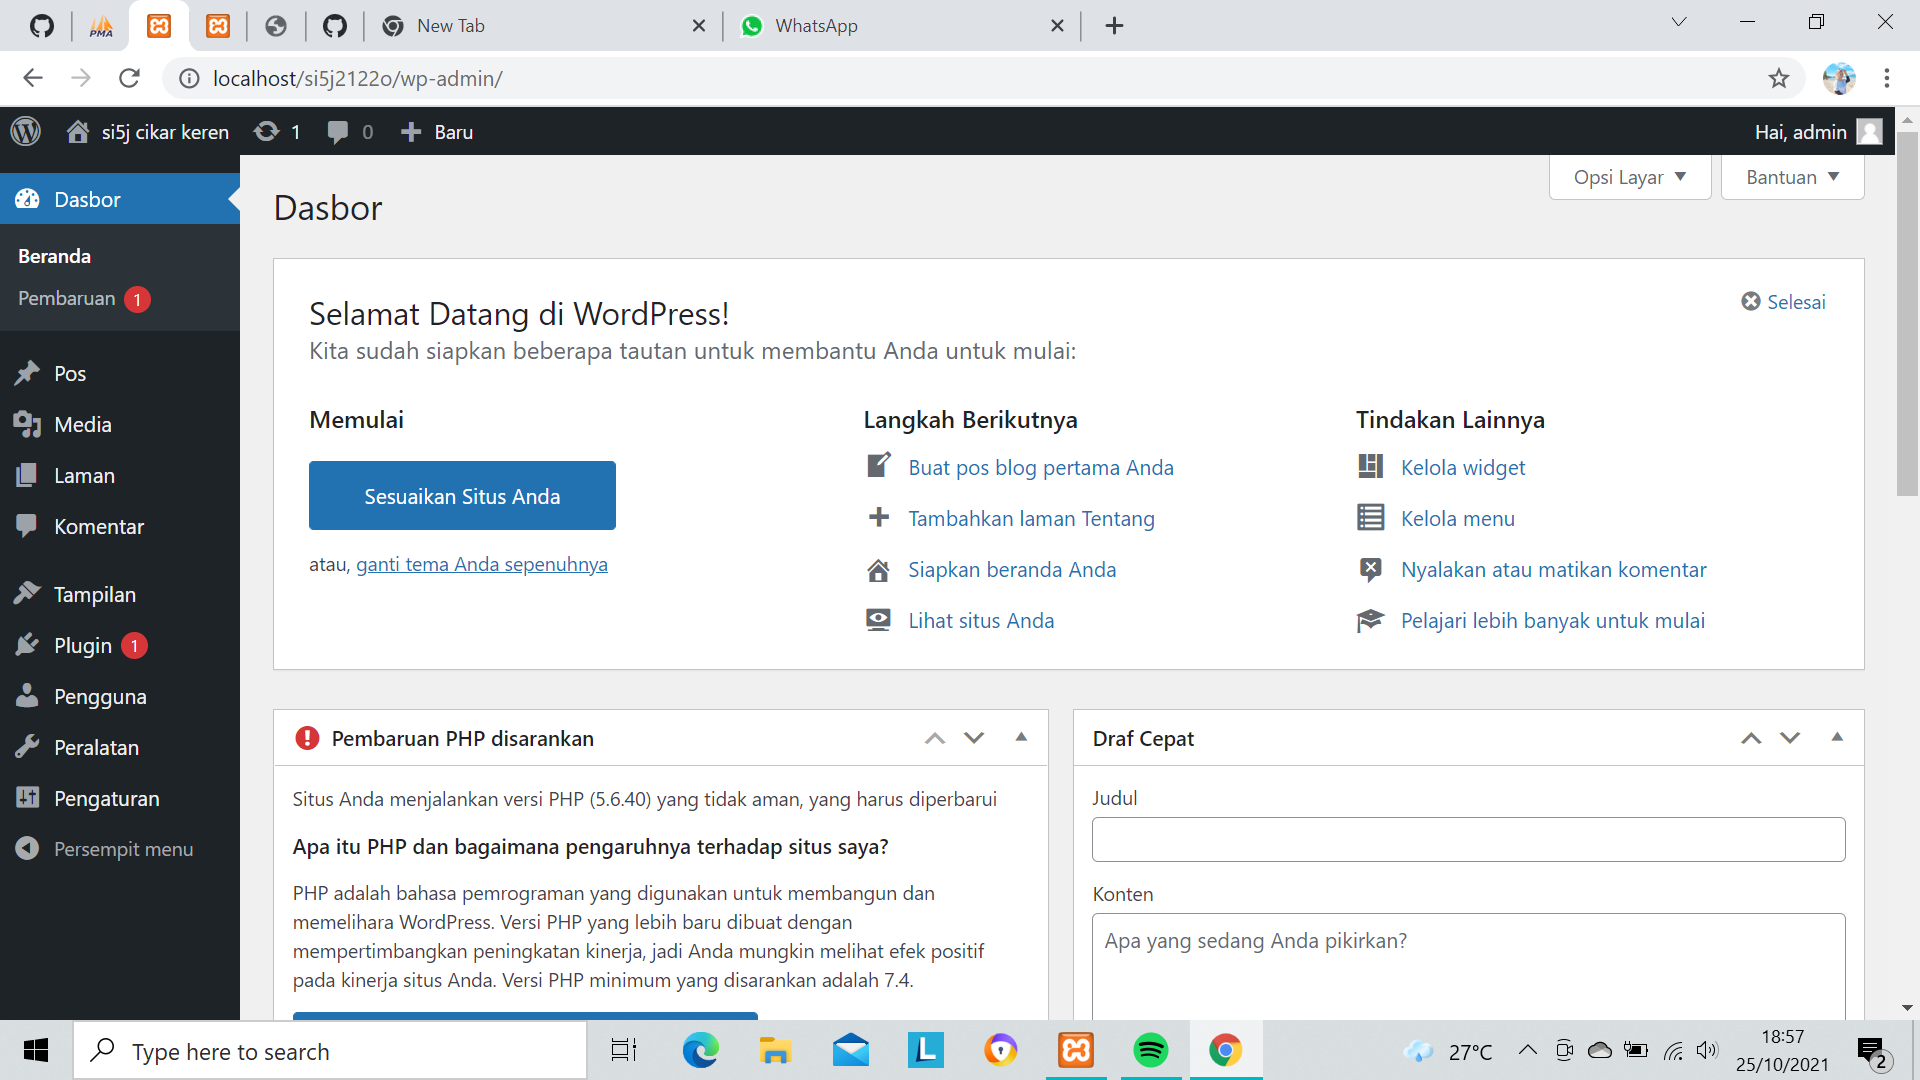 PMA
New Tab
WhatsApp
localhost/si5j2122o/wp-admin/
si5j cikar keren
1
0
Baru
Hai, admin
Dasbor
Beranda
Pembaruan 1
Pos
Media
Laman
Komentar
Tampilan
Plugin 1
Pengguna
Peralatan
Pengaturan
Persempit menu
Opsi Layar
Bantuan
Dasbor
Selamat Datang di WordPress!
Kita sudah siapkan beberapa tautan untuk membantu Anda untuk mulai:
Selesai
Memulai
Sesuaikan Situs Anda
atau, ganti tema Anda sepenuhnya
Langkah Berikutnya
Buat pos blog pertama Anda
Tambahkan laman Tentang
Siapkan beranda Anda
Lihat situs Anda
Tindakan Lainnya
Kelola widget
Kelola menu
Nyalakan atau matikan komentar
Pelajari lebih banyak untuk mulai
Pembaruan PHP disarankan
Situs Anda menjalankan versi PHP (5.6.40) yang tidak aman, yang harus diperbarui
Apa itu PHP dan bagaimana pengaruhnya terhadap situs saya?
PHP adalah bahasa pemrograman yang digunakan untuk membangun dan
memelihara WordPress. Versi PHP yang lebih baru dibuat dengan
mempertimbangkan peningkatan kinerja, jadi Anda mungkin melihat efek positif
pada kinerja situs Anda. Versi PHP minimum yang disarankan adalah 7.4.
Draf Cepat
Judul
Konten
Apa yang sedang Anda pikirkan?
Type here to search
L
27°C
18:57
25/10/2021
2